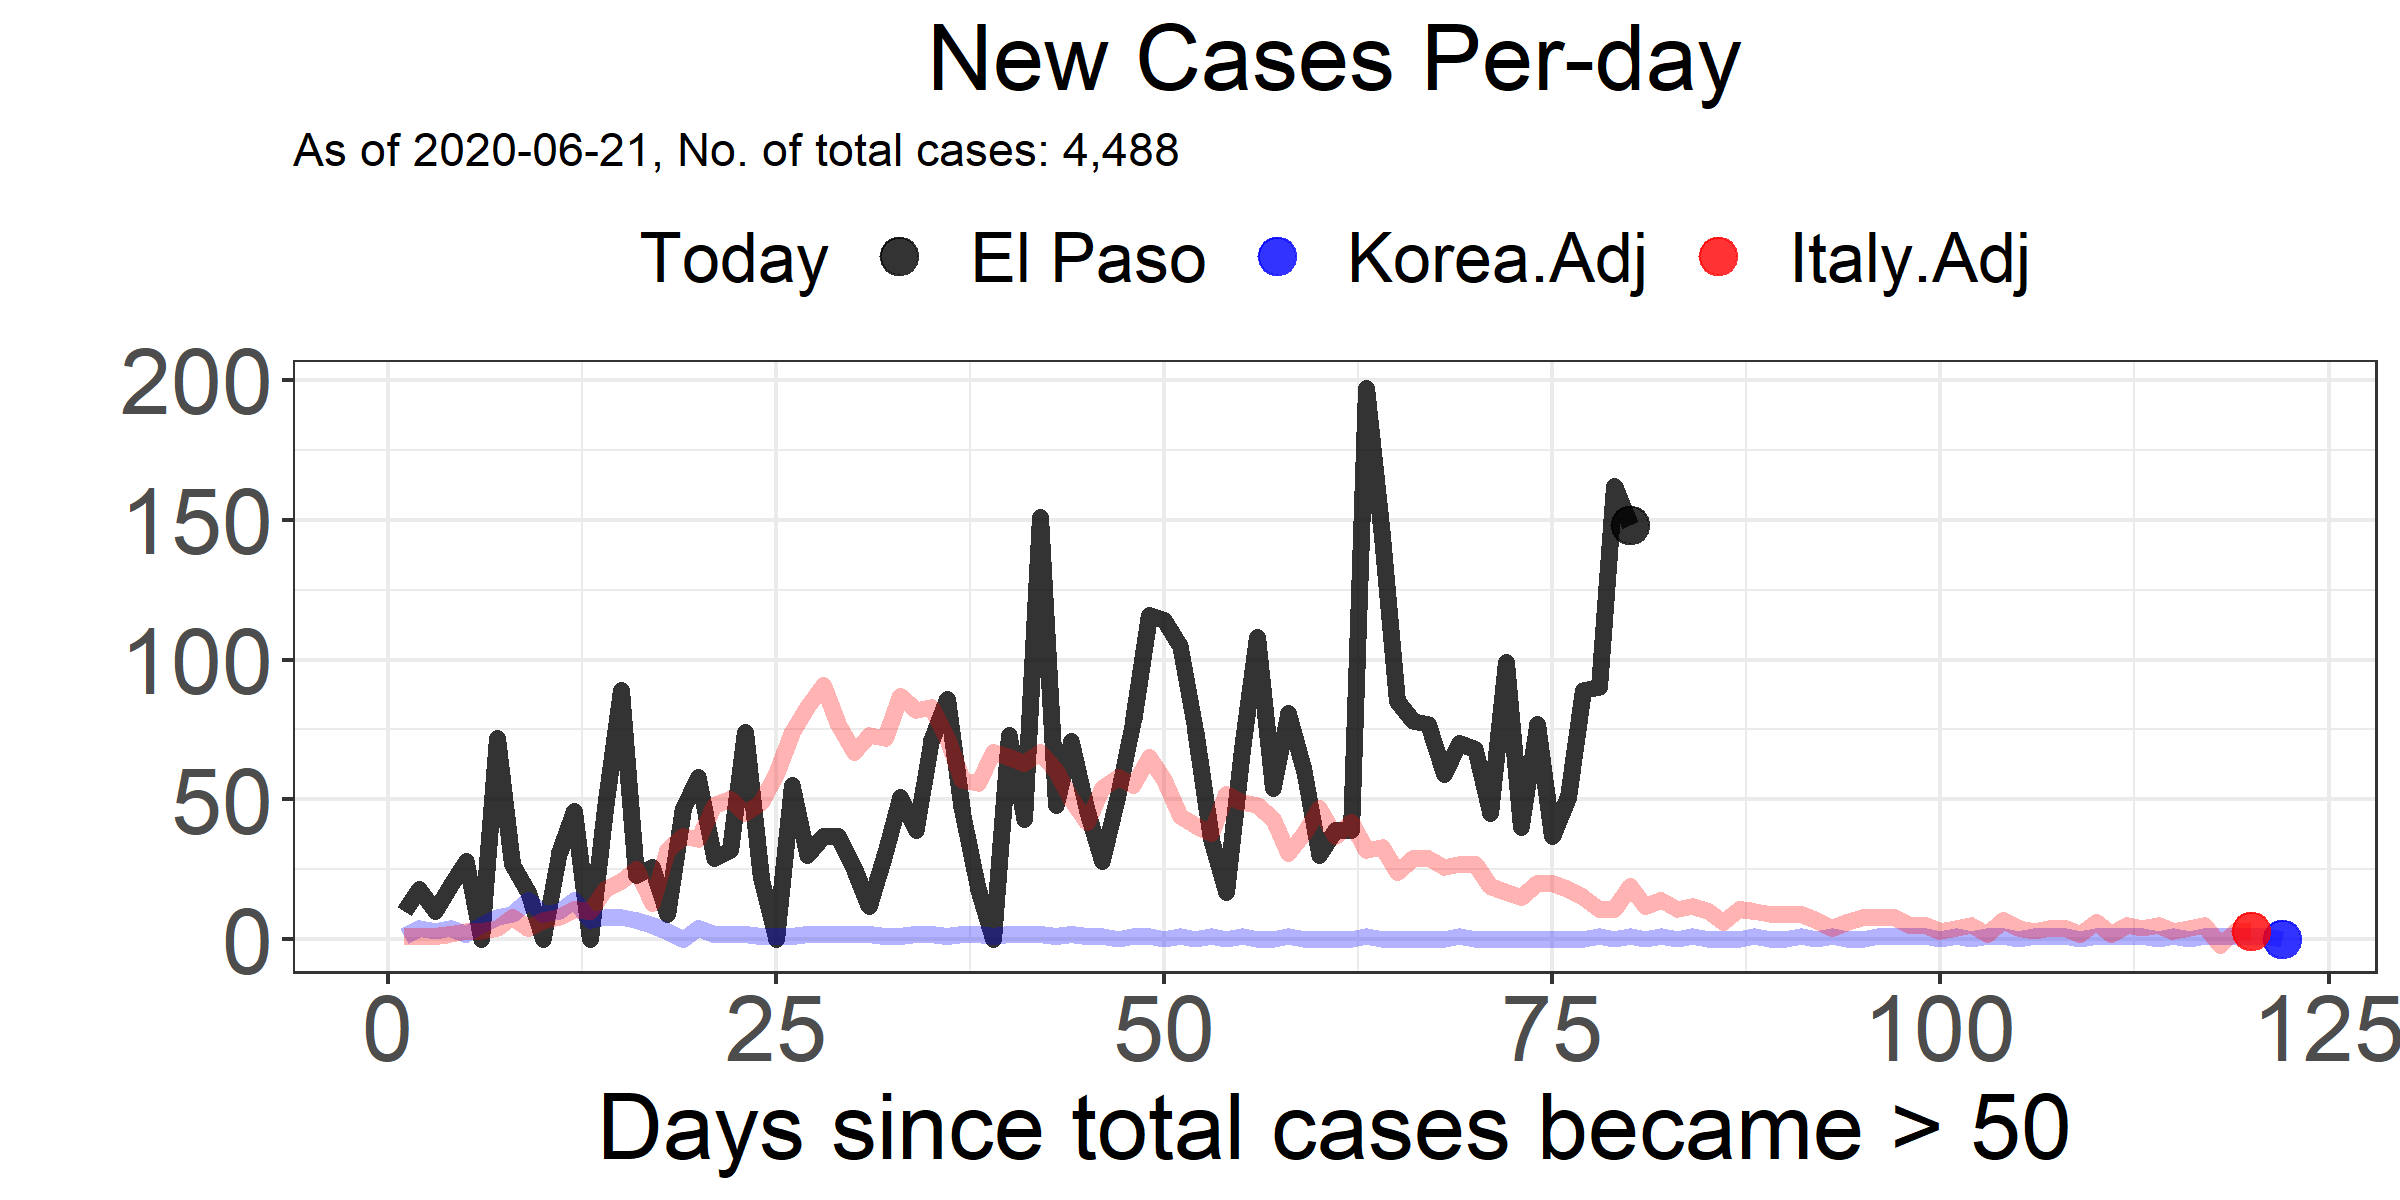 New Cases Per-day
As of 2020-06-21, No. of total cases: 4,488
Today El Paso Korea.Adj Italy.Adj
200
150
100
50
0
0 25 50 75 100 125
Days since total cases became > 50